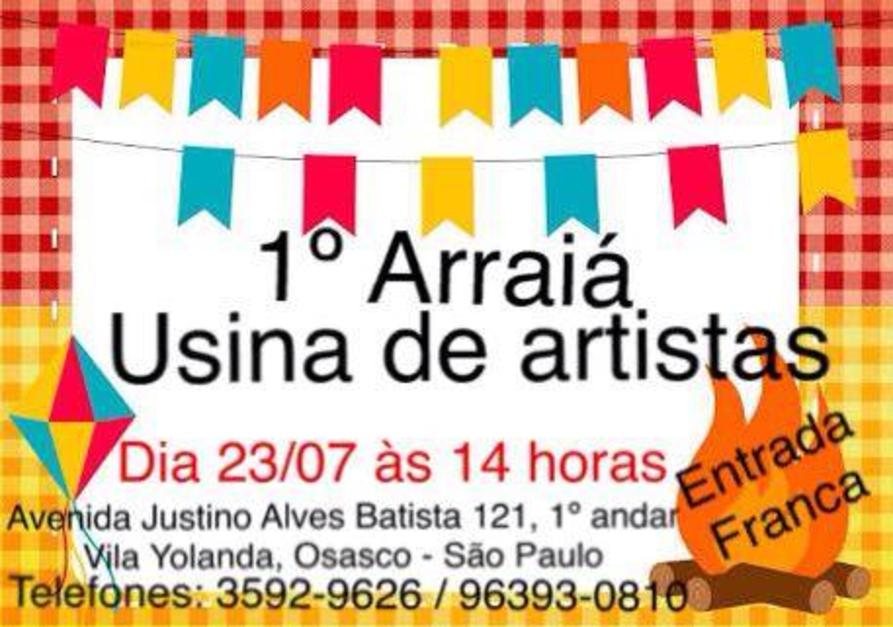 1º Arraiá
Usina de artistas
Dia 23/07 às 14 horas
Entrada
Franca
Avenida Justino Alves Batista 121, 1º andar
Vila Yolanda, Osasco - São Paulo
Telefones: 3592-9626 / 96393-0810